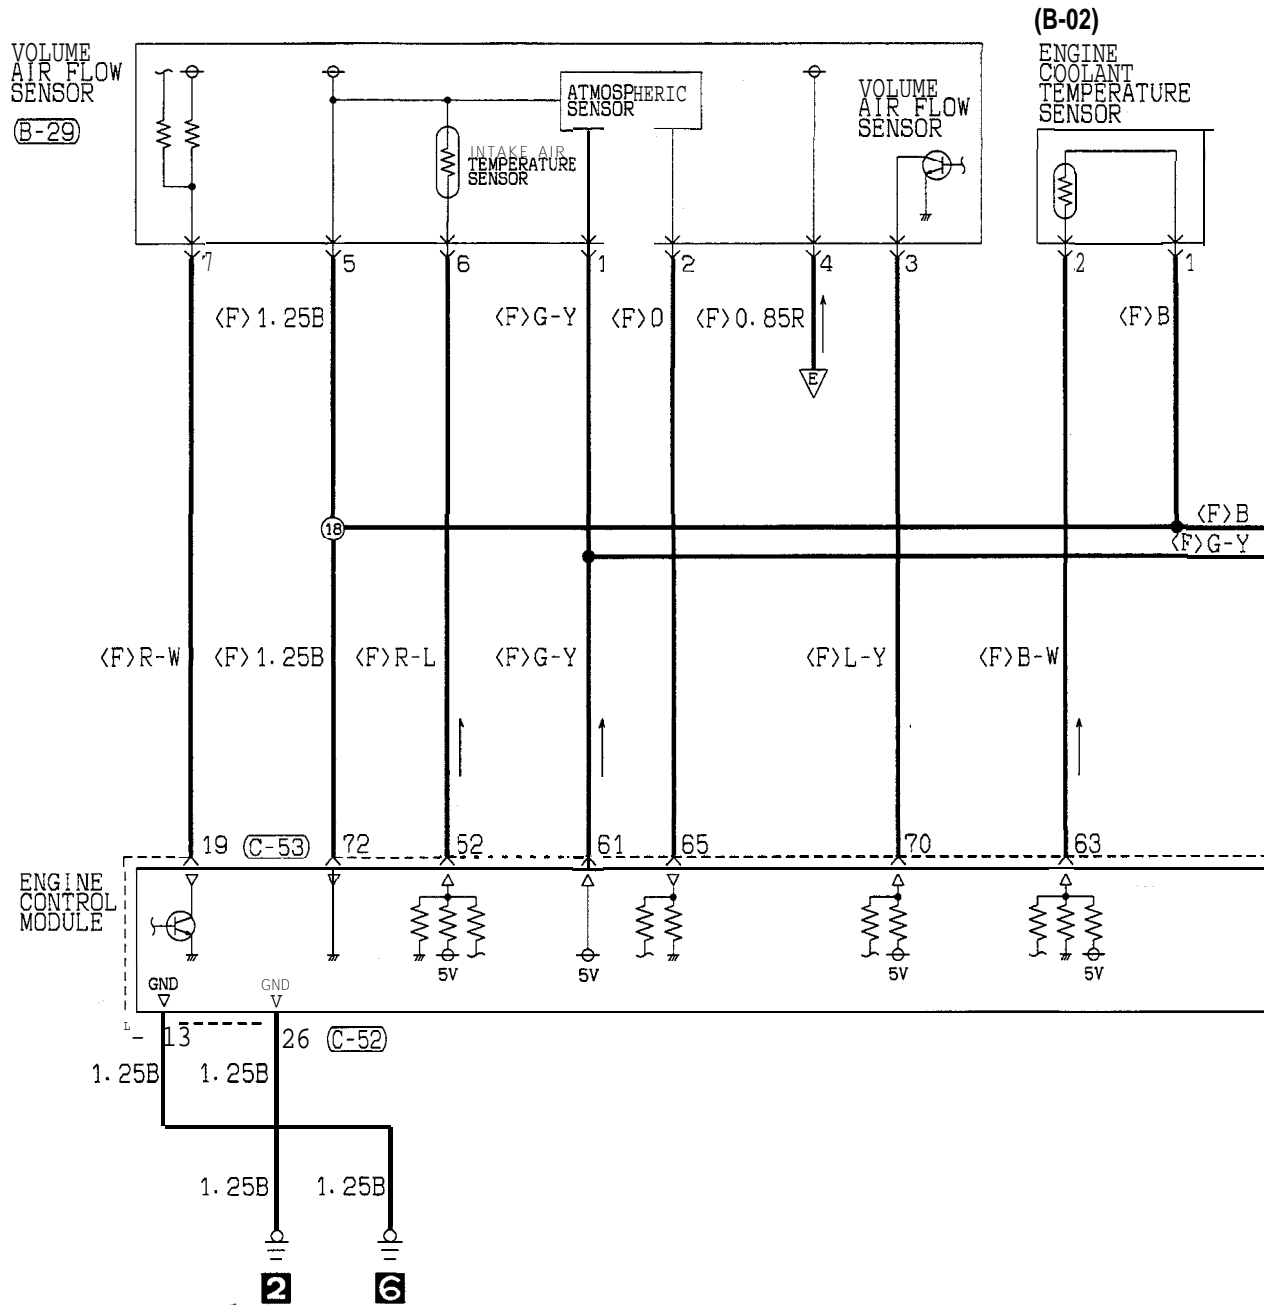 (B-02)
VOLUME
AIR FLOW
SENSOR
(B-29)
ATMOSPHERIC
SENSOR
INTAKE AIR
TEMPERATURE
SENSOR
VOLUME
AIR FLOW
SENSOR
ENGINE
COOLANT
TEMPERATURE
SENSOR
7 5 6 1 2 4 3 2 1
<F>1.25B <F>G-Y <F>O <F>0.85R <F>B
E
18
<F>B
<F>G-Y
<F>R-W <F>1.25B <F>R-L <F>G-Y <F>L-Y <F>B-W
19 (C-53) 72 52 61 65 70 63
ENGINE
CONTROL
MODULE
5V 5V 5V 5V
GND GND
13 26 (C-52)
1.25B 1.25B
1.25B 1.25B
2 6